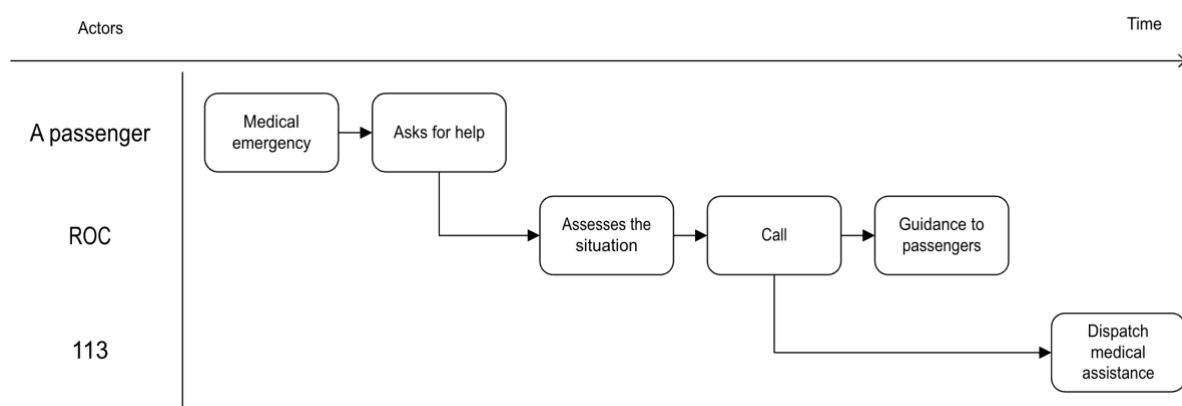 Actors
Time
A passenger
Medical
emergency
Asks for help
ROC
Assesses the
situation
Call
Guidance to
passengers
113
Dispatch
medical
assistance